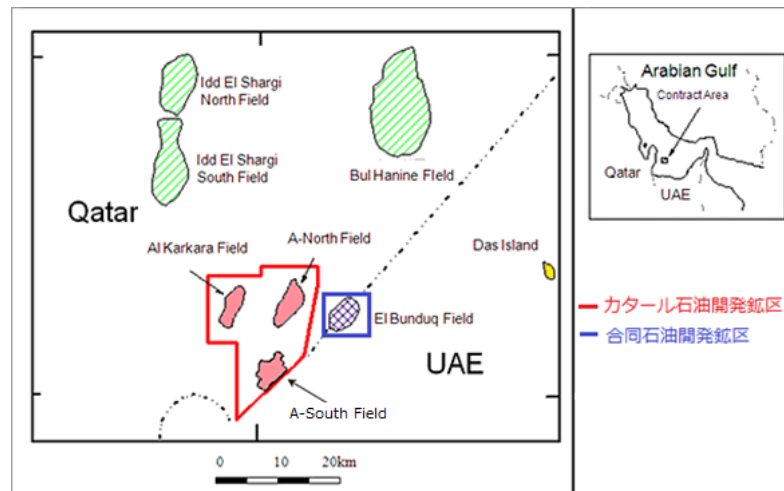 Idd El Shargi
North Field
Idd El Shargi
South Field
Bul Hanine FIeld
Qatar
Al Karkara Field
A-North Field
Das Island
El Bunduq Field
UAE
A-South Field
0 10 20km
Arabian Gulf
Contract Area
Qatar
UAE
カタール石油開発鉱区
合同石油開発鉱区